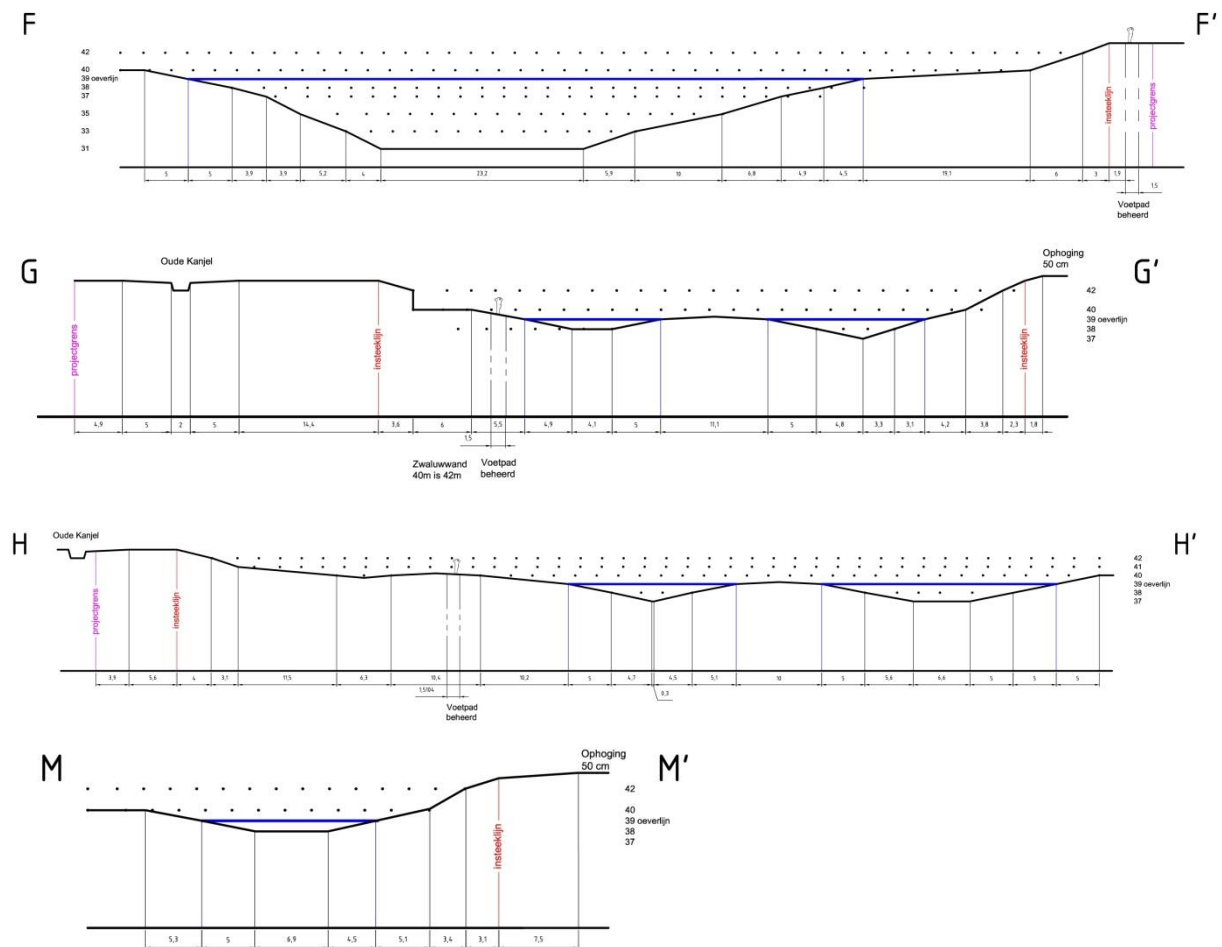 F
F'
42
40
39 oeverlijn
38
37
35
33
31
insteeklijn
projectgrens
5
5
3,9
3,9
5,2
4
23,2
5,9
10
6,8
4,9
4,5
19,1
6
3
1,9
1,5
Voetpad
beheerd
G
Oude Kanjel
Ophoging
50 cm
G'
42
40
39 oeverlijn
38
37
projectgrens
insteeklijn
insteeklijn
4,9
5
2
5
14,4
3,6
6
5,5
4,9
4,1
5
11,1
5
4,8
3,3
3,1
4,2
3,8
2,3
1,8
1,5
Zwaluwwand
40m is 42m
Voetpad
beheerd
H
Oude Kanjel
H'
42
41
40
39 oeverlijn
38
37
projectgrens
insteeklijn
3,9
5,6
4
3,1
11,5
6,3
10,4
10,2
5
4,7
4,5
5,1
10
5
5,6
6,6
5
5
5
1,5104
0,3
Voetpad
beheerd
M
Ophoging
50 cm
M'
42
40
39 oeverlijn
38
37
insteeklijn
5,3
5
6,9
4,5
5,1
3,4
3,1
7,5